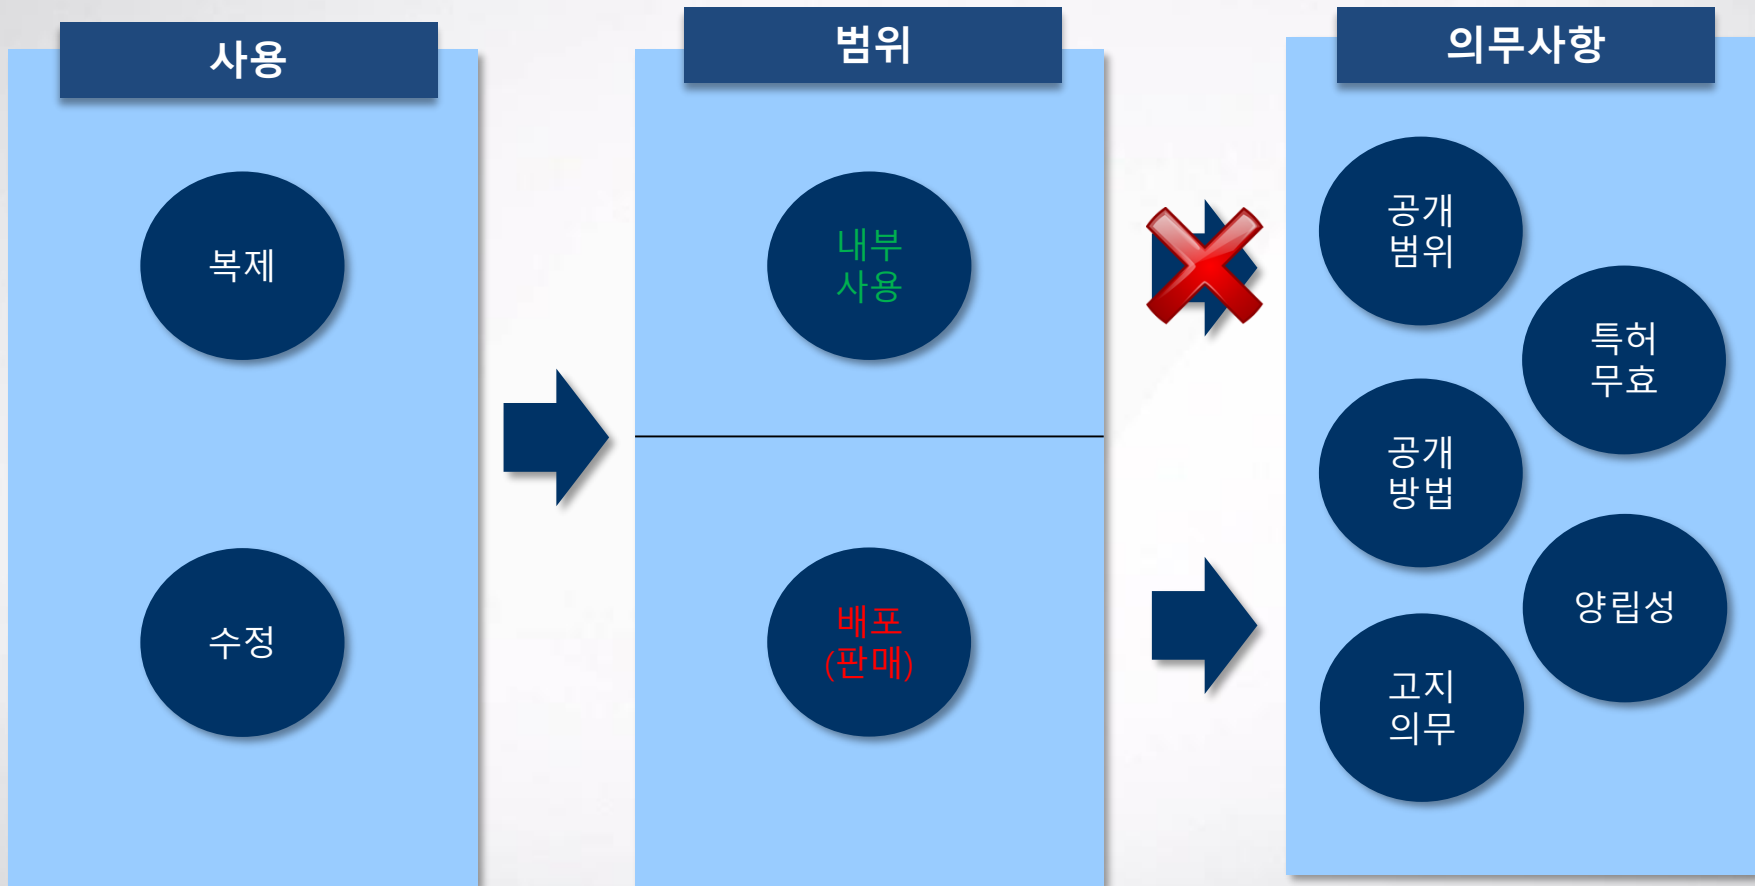 사용
복제
수정
범위
내부
사용
배포
(판매)
의무사항
공개
범위
특허
무효
공개
방법
양립성
고지
의무